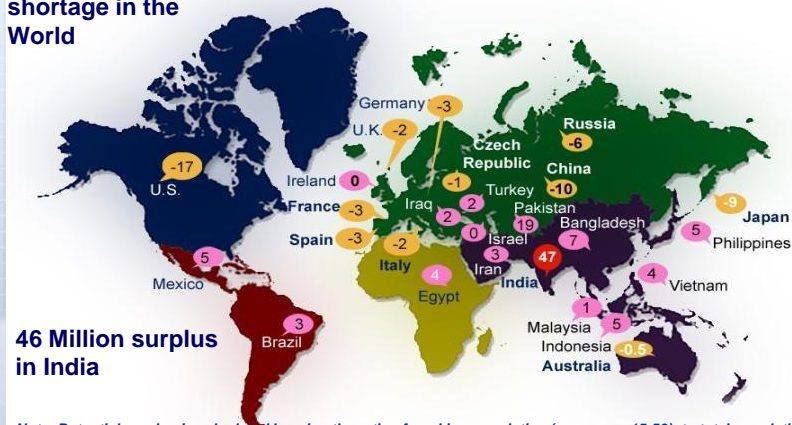 shortage in the
World
Germany -3
U.K. -2
Russia
-6
Czech
Republic
-1
China
-10
-17
U.S.
Ireland 0
Turkey
2
France -3
Iraq
2
Pakistan
19
Bangladesh
7
-9
Japan
Spain -3
-2
Italy
0
Israel
3
Iran
47
India
5
Philippines
5
Mexico
4
Egypt
4
Vietnam
1
Malaysia
5
Indonesia
-0.5
Australia
3
Brazil
46 Million surplus
in India